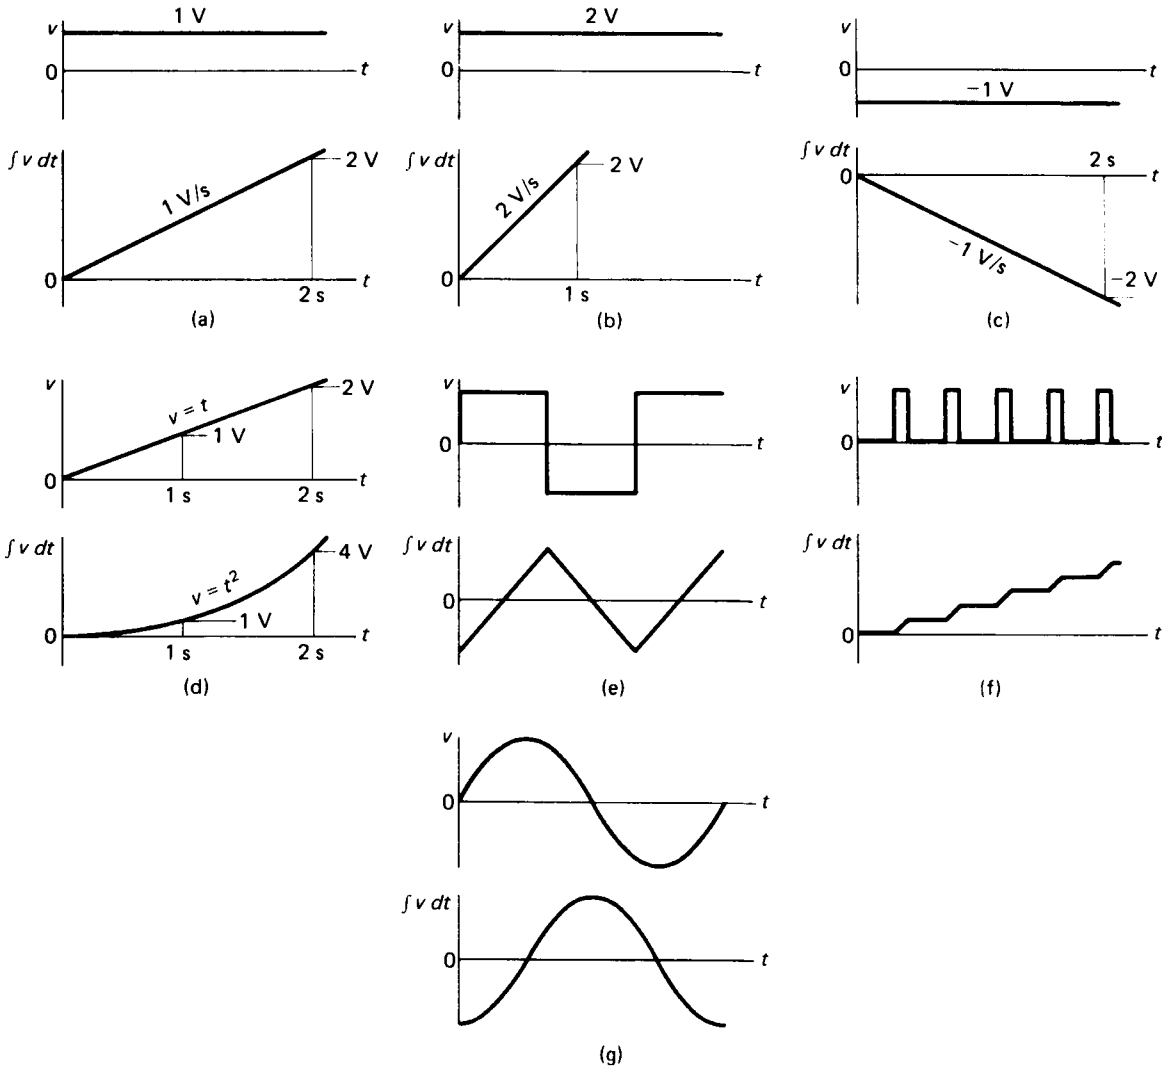 1 V
v
0
t
∫ v dt
1 V/s
2 V
0
t
2 s
(a)
2 V
v
0
t
∫ v dt
2 V/s
2 V
0
t
1 s
(b)
v
0
t
−1 V
∫ v dt
2 s
0
t
−1 V/s
−2 V
(c)
v
v = t
2 V
1 V
0
t
1 s
2 s
∫ v dt
v = t²
4 V
1 V
0
t
1 s
2 s
(d)
v
0
t
∫ v dt
0
t
(e)
v
0
t
∫ v dt
0
t
(f)
v
0
t
∫ v dt
0
t
(g)